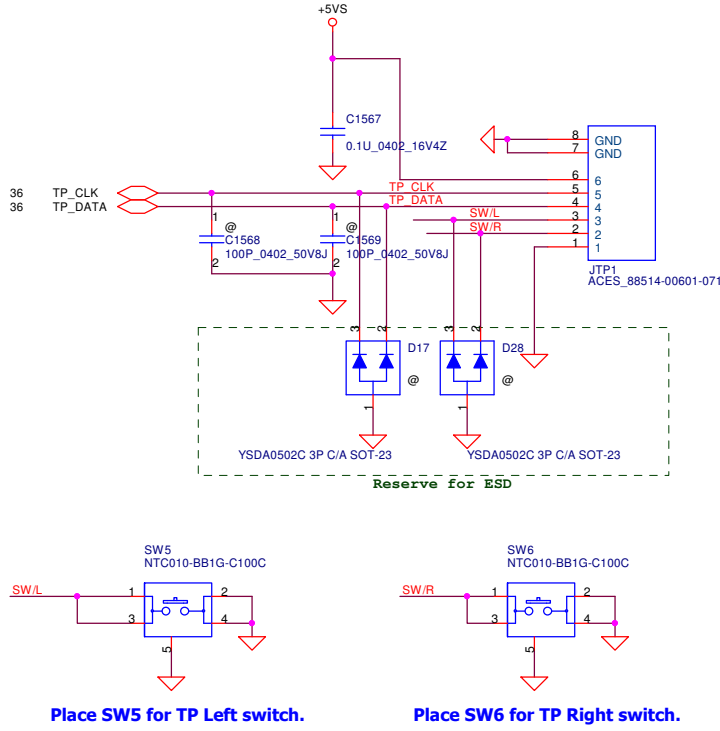 +5VS
C1567
0.1U_0402_16V4Z
8 GND
7 GND
6 6
36 TP_CLK TP_CLK 5 5
36 TP_DATA TP_DATA 4 4
SW/L 3 3
SW/R 2 2
1 1
1 @ 1 @
C1568 C1569
100P_0402_50V8J 100P_0402_50V8J
2 2
JTP1
ACES_88514-00601-071
3 2 3 2
D17 D28
@ @
1 1
YSDA0502C 3P C/A SOT-23 YSDA0502C 3P C/A SOT-23
Reserve for ESD
SW5 SW6
NTC010-BB1G-C100C NTC010-BB1G-C100C
SW/L 1 2 SW/R 1 2
3 4 3 4
5 5
Place SW5 for TP Left switch. Place SW6 for TP Right switch.